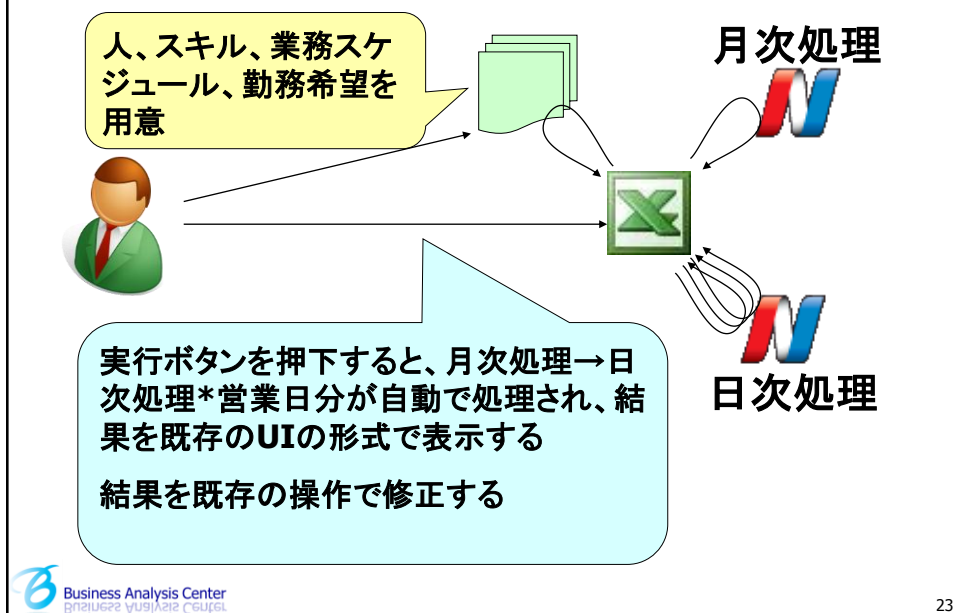 人、スキル、業務スケ
ジュール、勤務希望を
用意
月次処理
実行ボタンを押下すると、月次処理→日
次処理*営業日分が自動で処理され、結
果を既存のUIの形式で表示する
結果を既存の操作で修正する
日次処理
Business Analysis Center
23